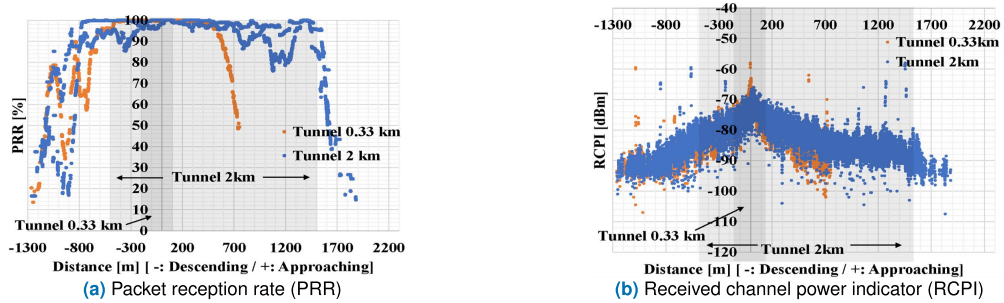 100
90
80
70
60
50
40
30
20
10
0
PRR [%]
Tunnel 0.33 km
Tunnel 2 km
Tunnel 2km
Tunnel 0.33 km
-1300 -800 -300 200 700 1200 1700 2200
Distance [m] [ -: Descending / +: Approaching]
(a) Packet reception rate (PRR)
-40
-1300 -800 -300 200 700 1200 1700 2200
-50
-60
-70
-80
-90
-100
-110
-120
RCPI [dBm]
Tunnel 0.33km
Tunnel 2km
Tunnel 0.33 km
Tunnel 2km
Distance [m] [ -: Descending / +: Approaching]
(b) Received channel power indicator (RCPI)